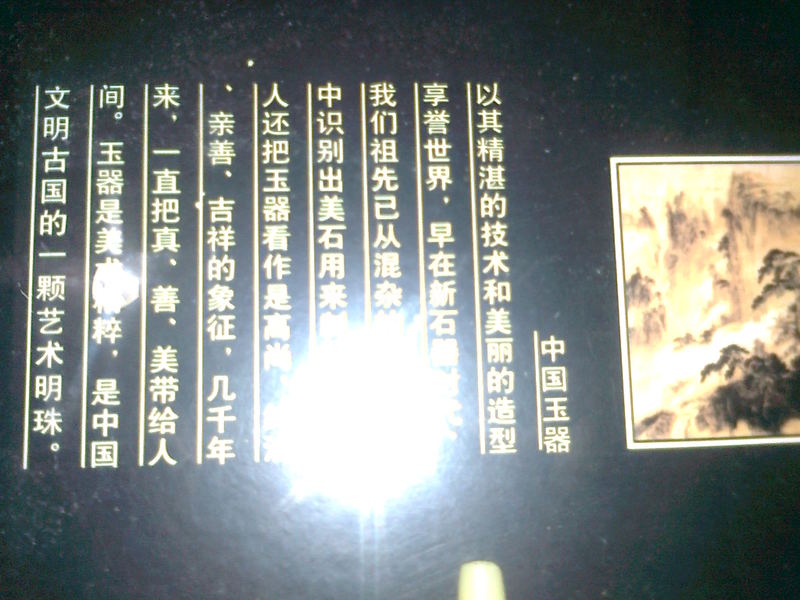 中国玉器
以其精湛的技术和美丽的造型
享誉世界，早在新石
我们祖先已从混杂
中识别出美石用来
人还把玉器看作是高尚
、亲善、吉祥的象征，几千年
来，一直把真、善、美带给人
间。玉器是美术精粹，是中国
文明古国的一颗艺术明珠。